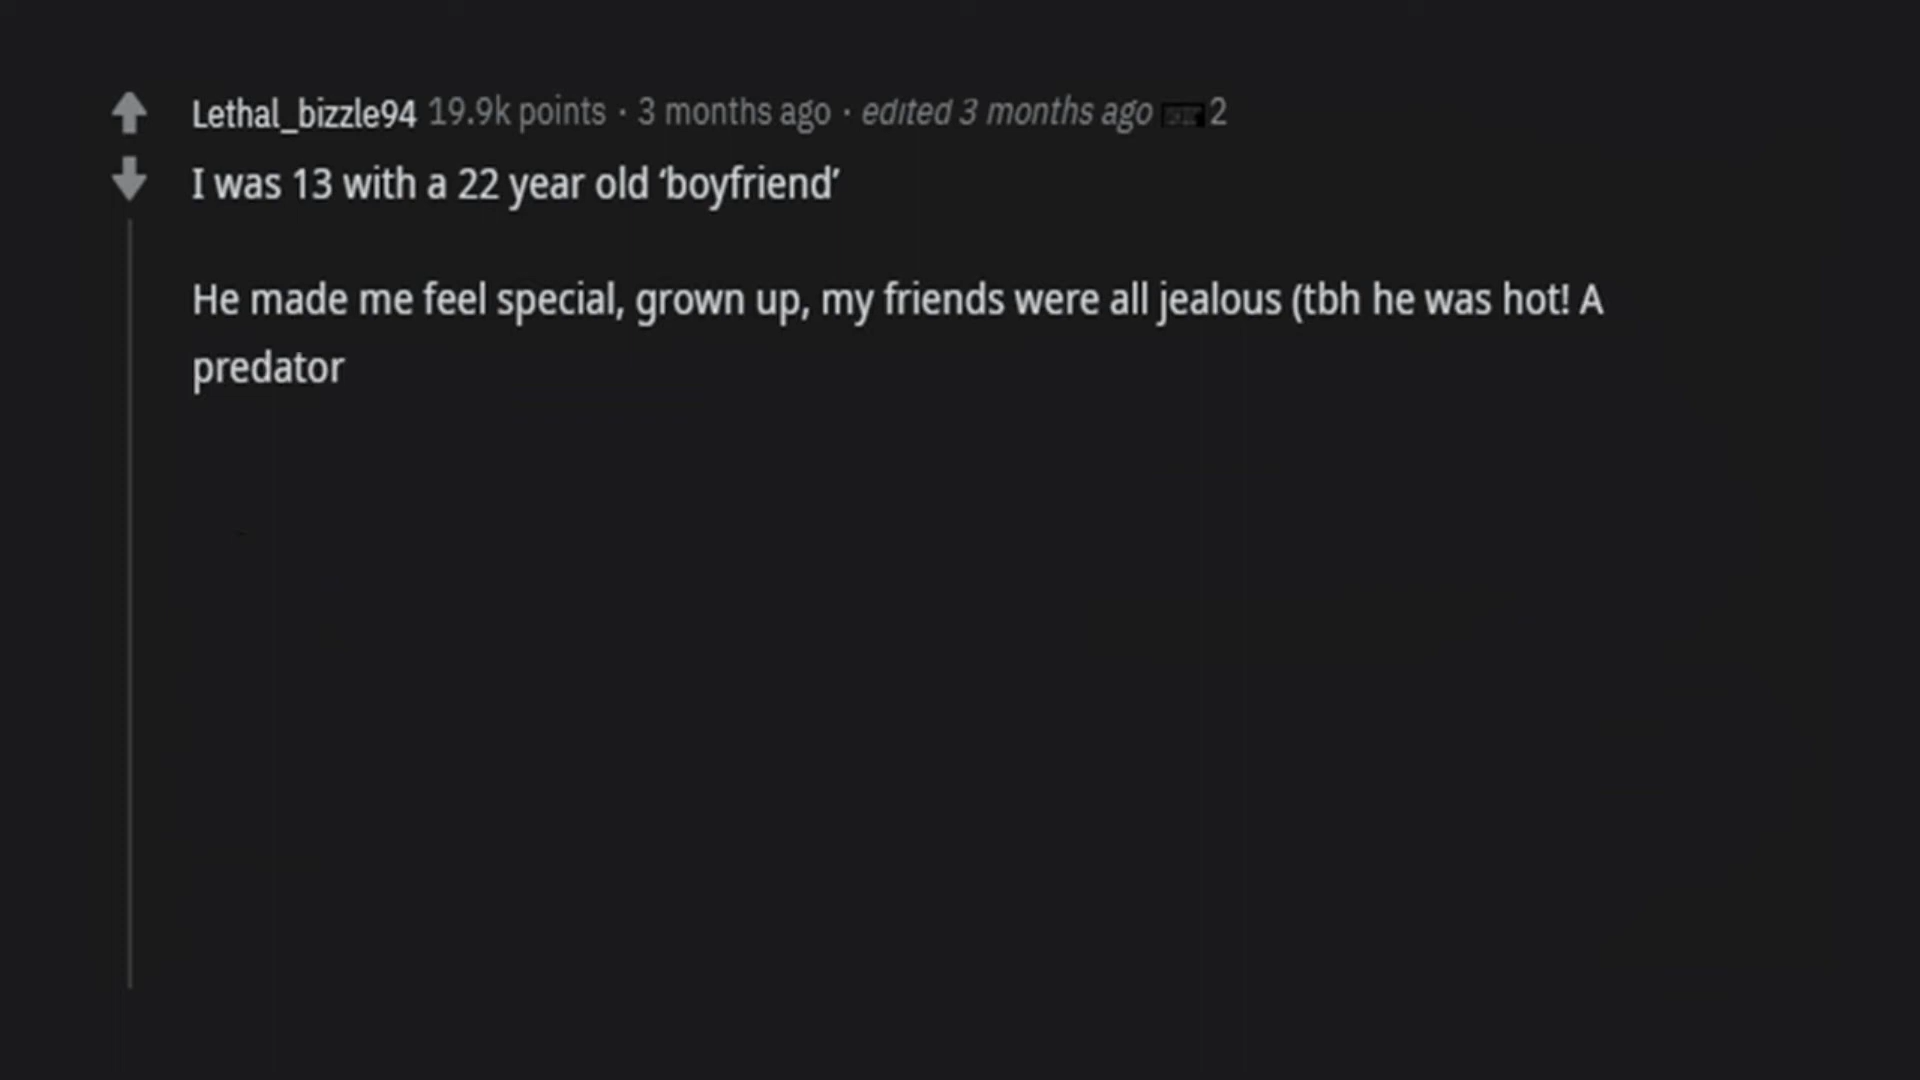 Lethal_bizzle94 19.9k points · 3 months ago · edited 3 months ago 2
I was 13 with a 22 year old ‘boyfriend’
He made me feel special, grown up, my friends were all jealous (tbh he was hot! A
predator